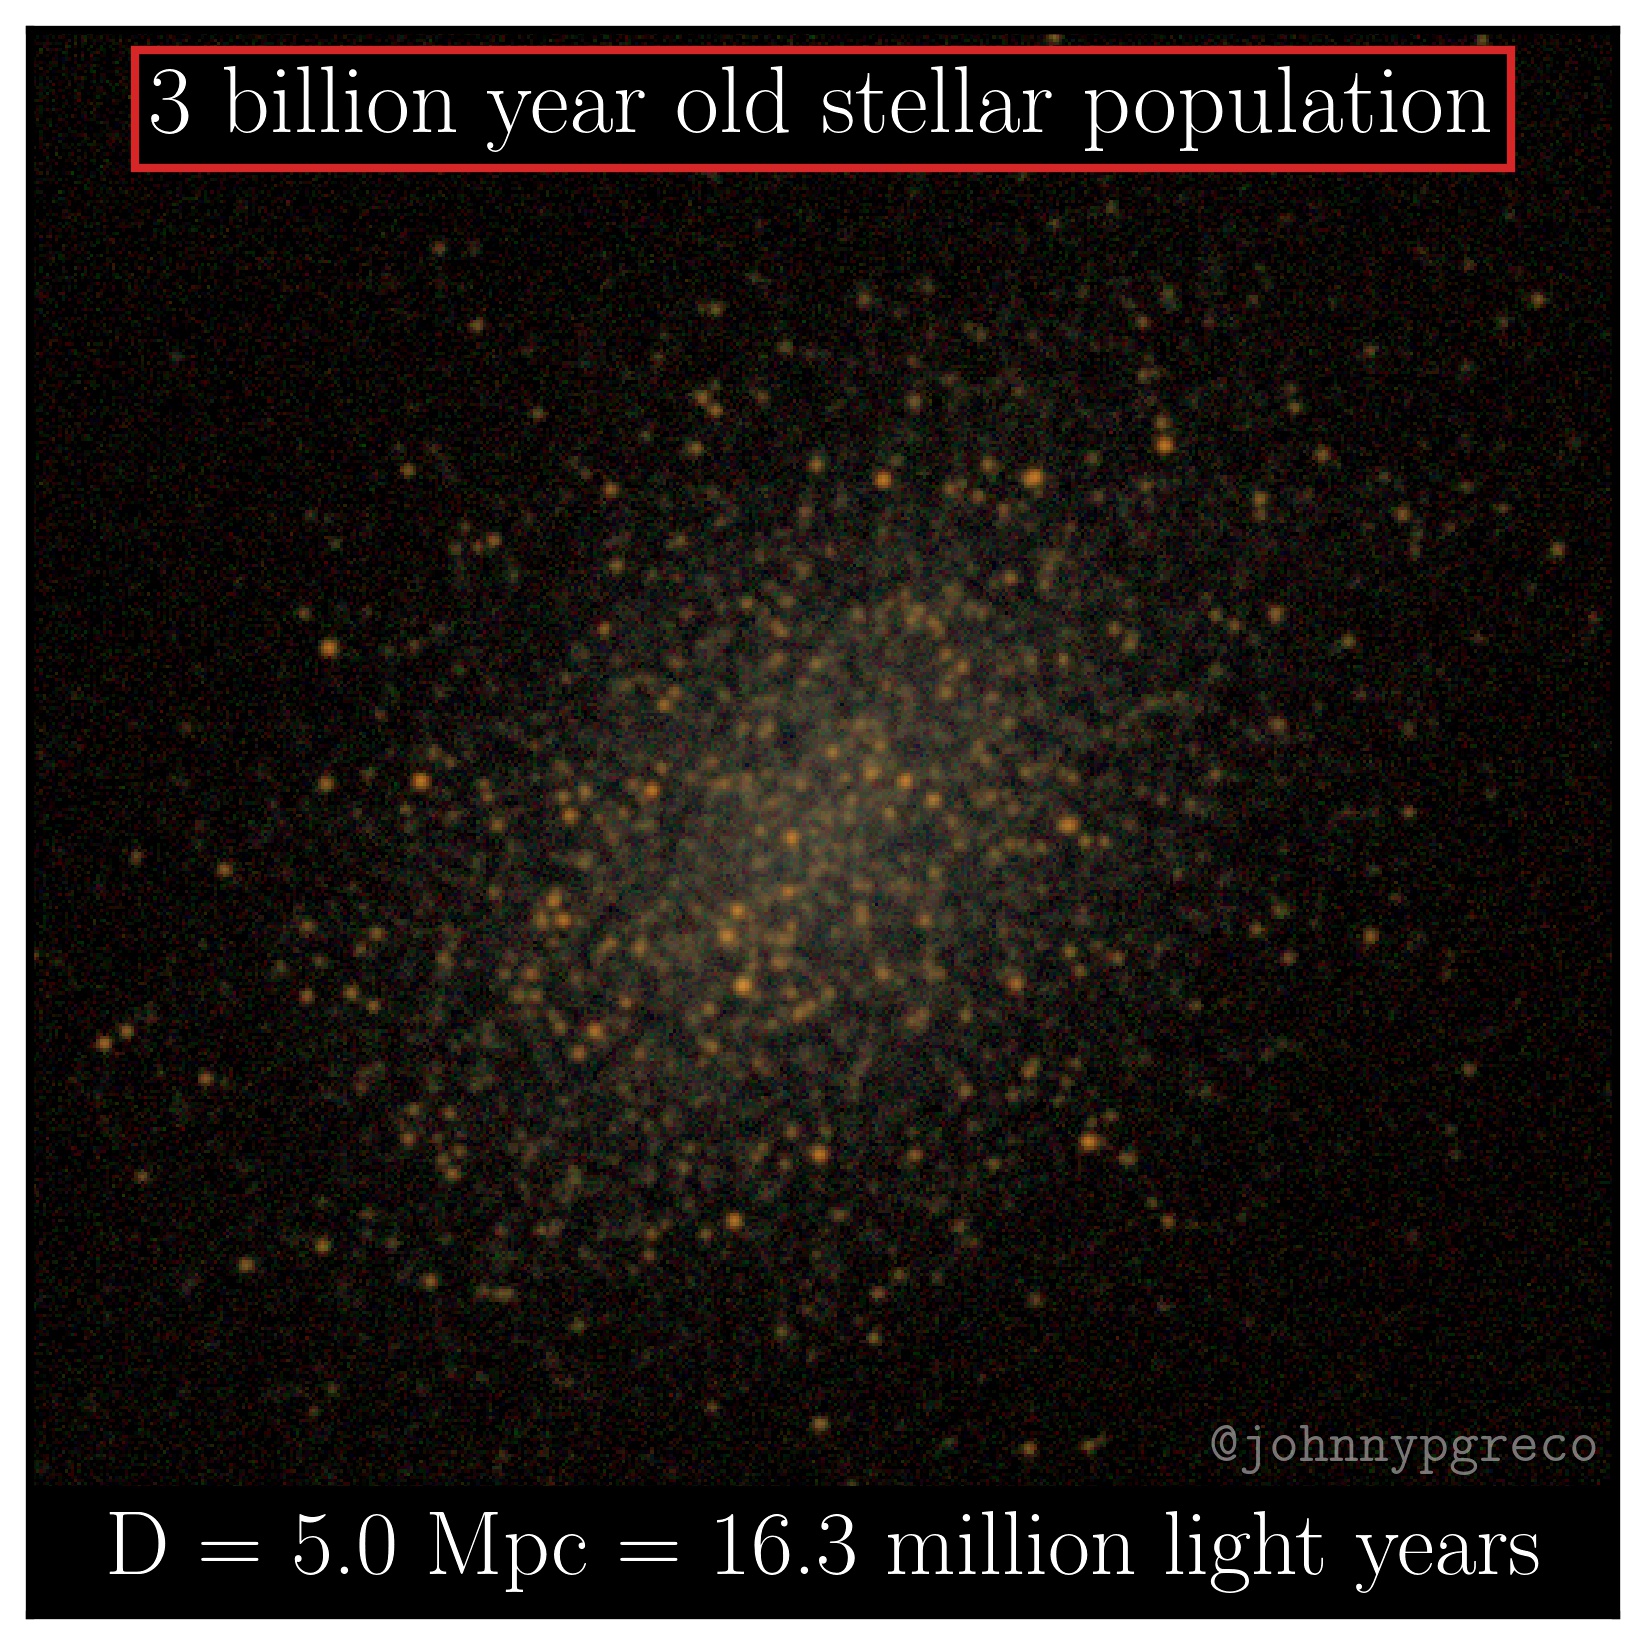 3 billion year old stellar population
@johnnypgreco
D = 5.0 Mpc = 16.3 million light years